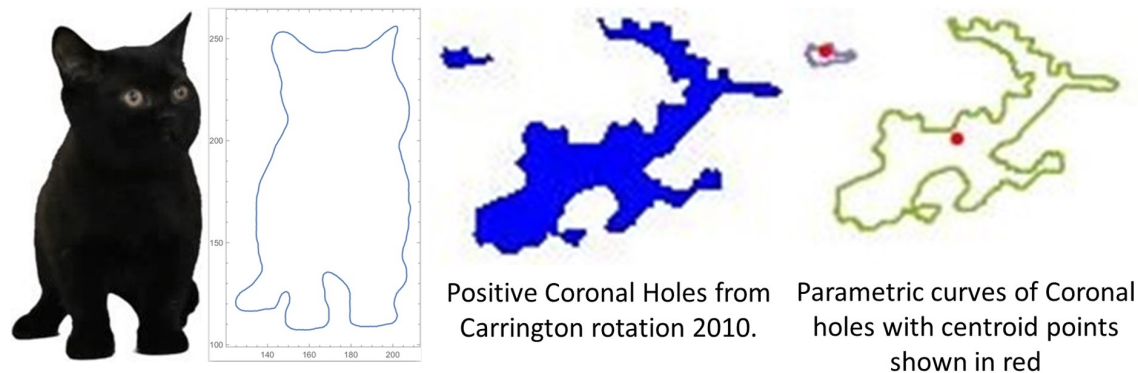 250
200
150
100
140
160
180
200
Positive Coronal Holes from
Carrington rotation 2010.
Parametric curves of Coronal
holes with centroid points
shown in red